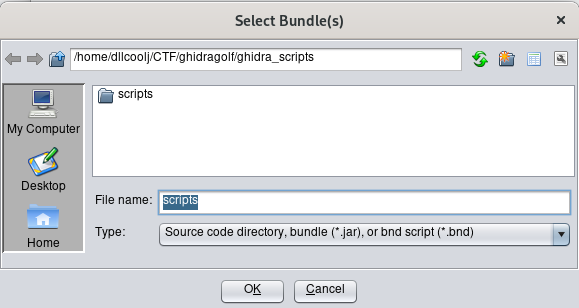 Select Bundle(s)
/home/dllcoolj/CTF/ghidragolf/ghidra_scripts
scripts
My Computer
Desktop
Home
File name: scripts
Type: Source code directory, bundle (*.jar), or bnd script (*.bnd)
OK Cancel